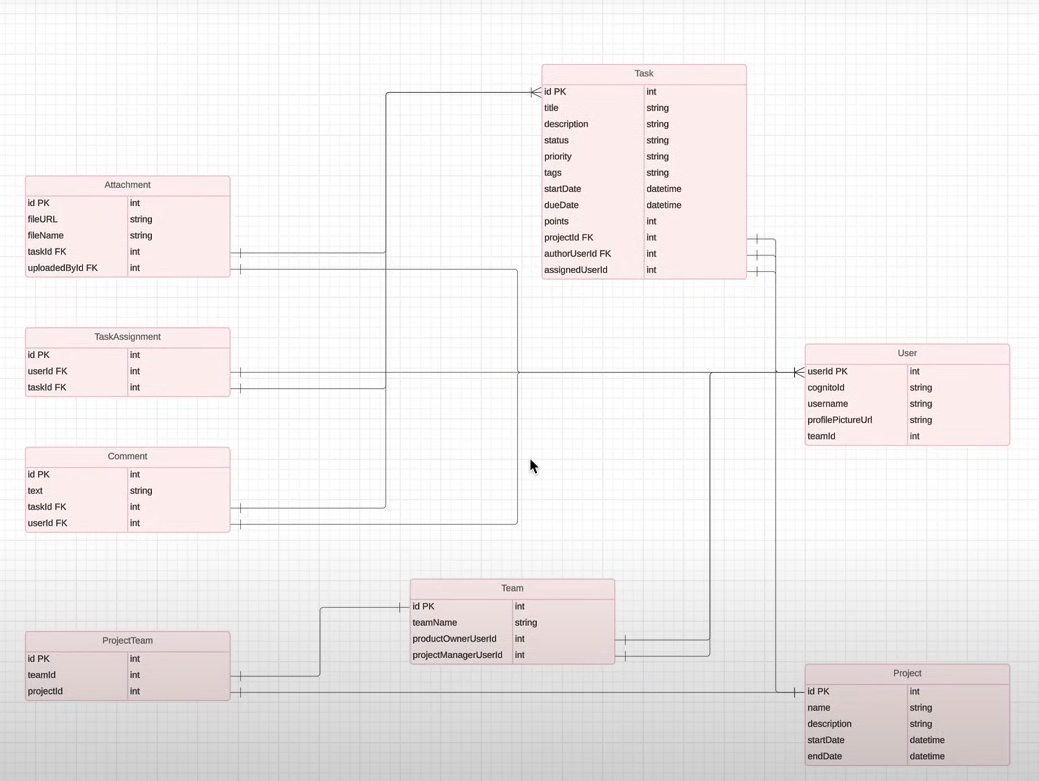 Task
id PK int
title string
description string
status string
priority string
tags string
startDate datetime
dueDate datetime
points int
projectId FK int
authorUserId FK int
assignedUserId int
Attachment
id PK int
fileURL string
fileName string
taskId FK int
uploadedById FK int
TaskAssignment
id PK int
userId FK int
taskId FK int
User
userId PK int
cognitoId string
username string
profilePictureUrl string
teamId int
Comment
id PK int
text string
taskId FK int
userId FK int
Team
id PK int
teamName string
productOwnerUserId int
projectManagerUserId int
ProjectTeam
id PK int
teamId int
projectId int
Project
id PK int
name string
description string
startDate datetime
endDate datetime